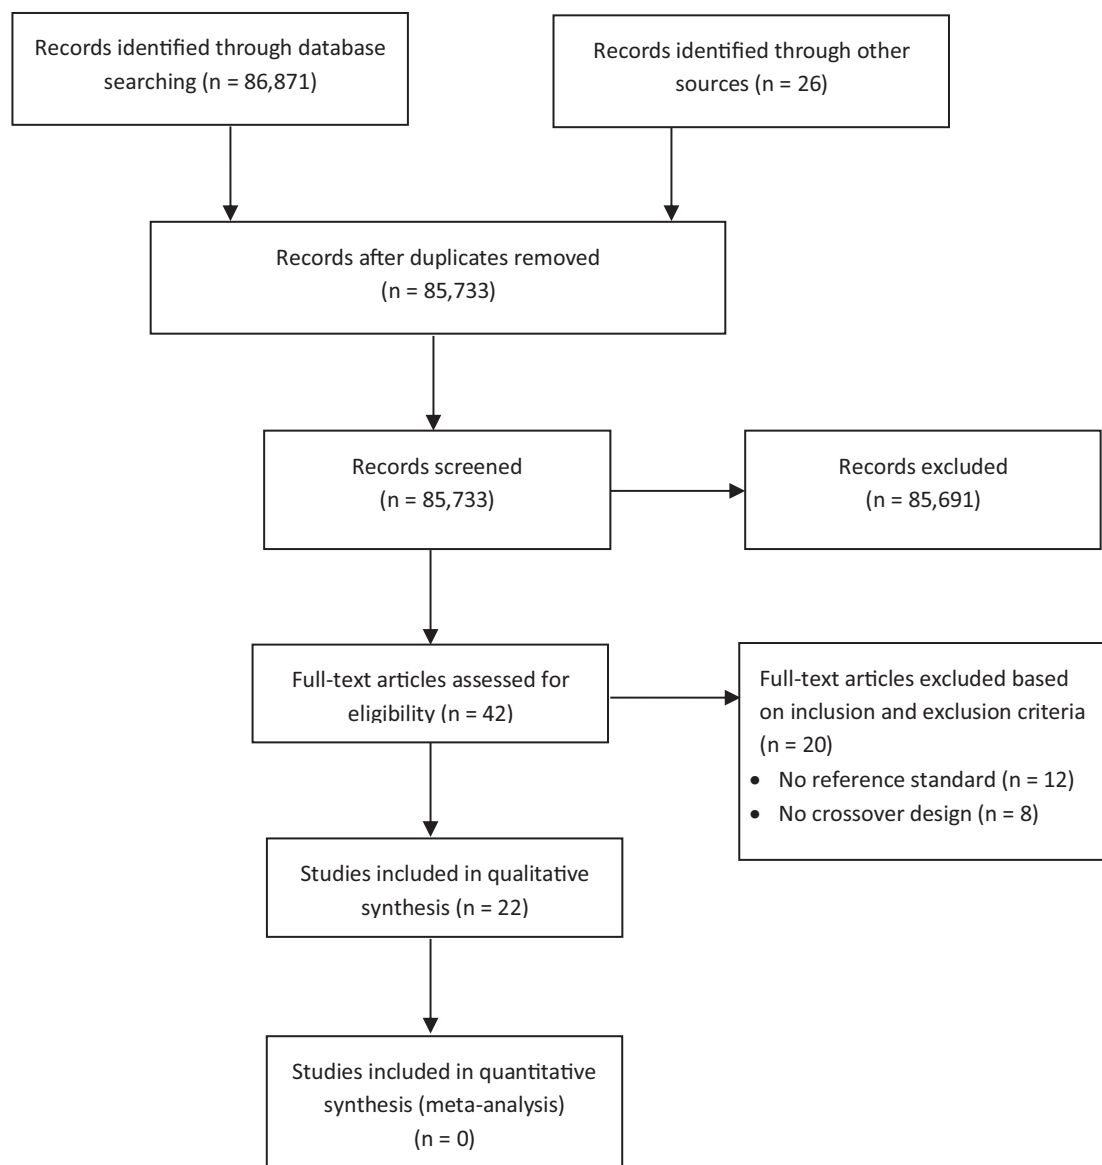 Records identified through database
searching (n = 86,871)
Records identified through other
sources (n = 26)
Records after duplicates removed
(n = 85,733)
Records screened
(n = 85,733)
Records excluded
(n = 85,691)
Full-text articles assessed for
eligibility (n = 42)
Full-text articles excluded based
on inclusion and exclusion criteria
(n = 20)
• No reference standard (n = 12)
• No crossover design (n = 8)
Studies included in qualitative
synthesis (n = 22)
Studies included in quantitative
synthesis (meta-analysis)
(n = 0)